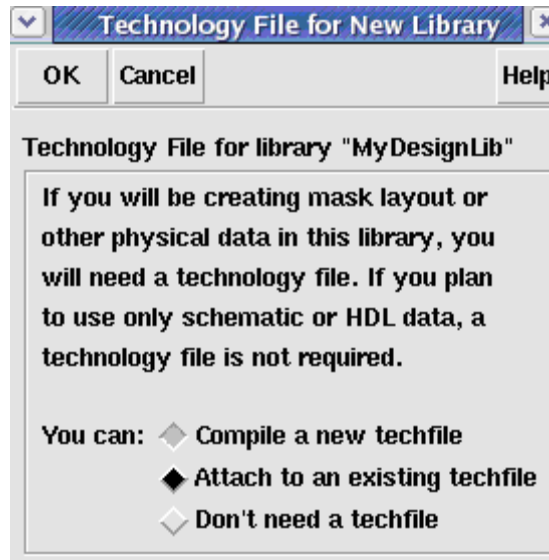 Technology File for New Library
OK Cancel Help
Technology File for library "MyDesignLib"
If you will be creating mask layout or
other physical data in this library, you
will need a technology file. If you plan
to use only schematic or HDL data, a
technology file is not required.
You can: Compile a new techfile
Attach to an existing techfile
Don't need a techfile